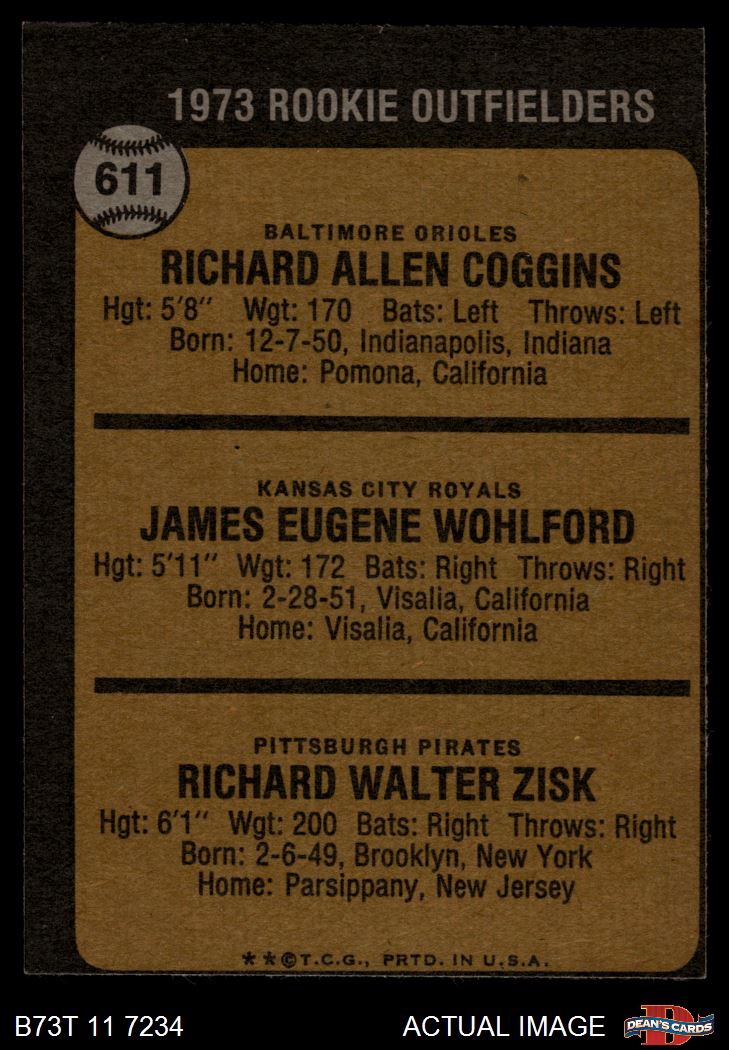 1973 ROOKIE OUTFIELDERS
611
BALTIMORE ORIOLES
RICHARD ALLEN COGGINS
Hgt: 5'8" Wgt: 170 Bats: Left Throws: Left
Born: 12-7-50, Indianapolis, Indiana
Home: Pomona, California
KANSAS CITY ROYALS
JAMES EUGENE WOHLFORD
Hgt: 5'11" Wgt: 172 Bats: Right Throws: Right
Born: 2-28-51, Visalia, California
Home: Visalia, California
PITTSBURGH PIRATES
RICHARD WALTER ZISK
Hgt: 6'1" Wgt: 200 Bats: Right Throws: Right
Born: 2-6-49, Brooklyn, New York
Home: Parsippany, New Jersey
**©T.C.G., PRTD. IN U.S.A.
B73T 11 7234 ACTUAL IMAGE D DEAN'S CARDS